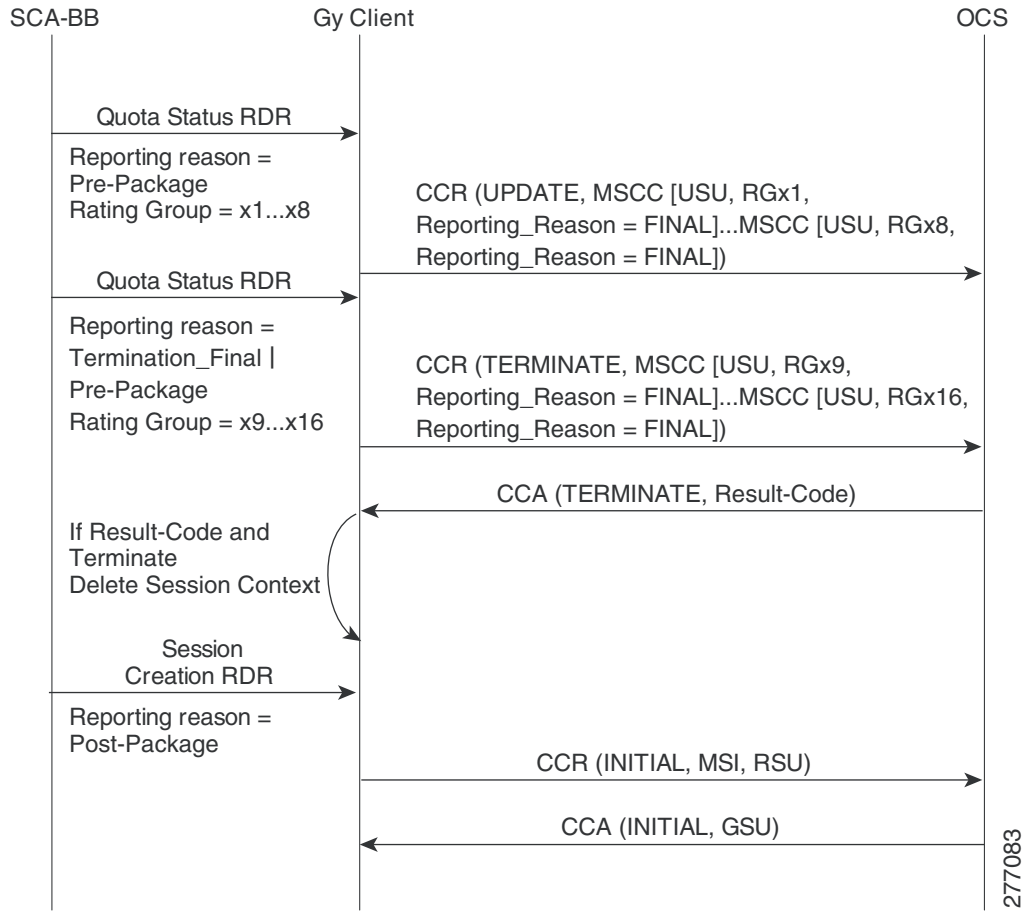 SCA-BB
Gy Client
OCS
Quota Status RDR
Reporting reason =
Pre-Package
Rating Group = x1...x8
CCR (UPDATE, MSCC [USU, RGx1,
Reporting_Reason = FINAL]...MSCC [USU, RGx8,
Reporting_Reason = FINAL])
Quota Status RDR
Reporting reason =
Termination_Final |
Pre-Package
Rating Group = x9...x16
CCR (TERMINATE, MSCC [USU, RGx9,
Reporting_Reason = FINAL]...MSCC [USU, RGx16,
Reporting_Reason = FINAL])
CCA (TERMINATE, Result-Code)
If Result-Code and
Terminate
Delete Session Context
Session
Creation RDR
Reporting reason =
Post-Package
CCR (INITIAL, MSI, RSU)
CCA (INITIAL, GSU)
277083